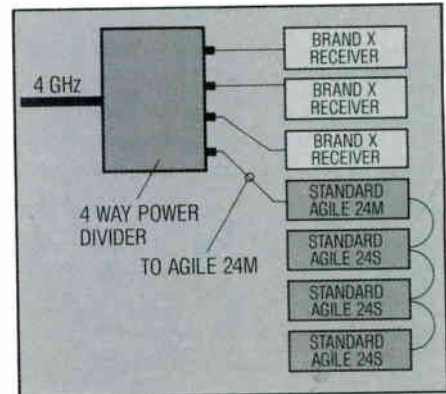 4 GHz
BRAND X
RECEIVER
BRAND X
RECEIVER
BRAND X
RECEIVER
4 WAY POWER
DIVIDER
TO AGILE 24M
STANDARD
AGILE 24M
STANDARD
AGILE 24S
STANDARD
AGILE 24S
STANDARD
AGILE 24S